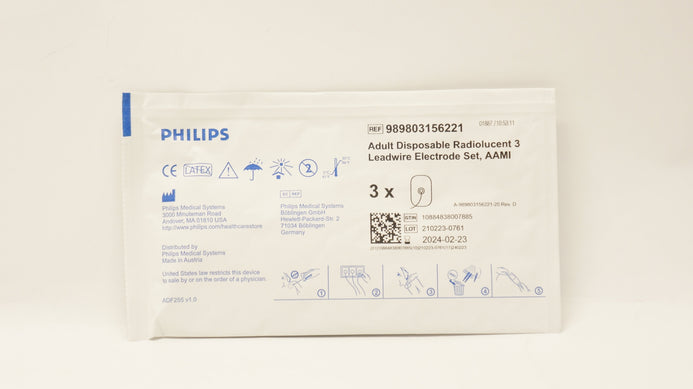 PHILIPS
REF 989803156221
01887 / 10:53:11
Adult Disposable Radiolucent 3
Leadwire Electrode Set, AAMI
CE LATEX
2
3 x
A-989803156221-20 Rev. D
GTIN 10884838007885
LOT 210223-0761
2024-02-23
Philips Medical Systems
3000 Minuteman Road
Andover, MA 01810 USA
http://www.philips.com/healthcarestore
EC REP
Philips Medical Systems
Böblingen GmbH
Hewlett-Packard-Str. 2
71034 Böblingen
Germany
Distributed by
Philips Medical Systems
Made in Austria
United States law restricts this device
to sale by or on the order of a physician.
ADF255 v1.0
1 2 3 4 5